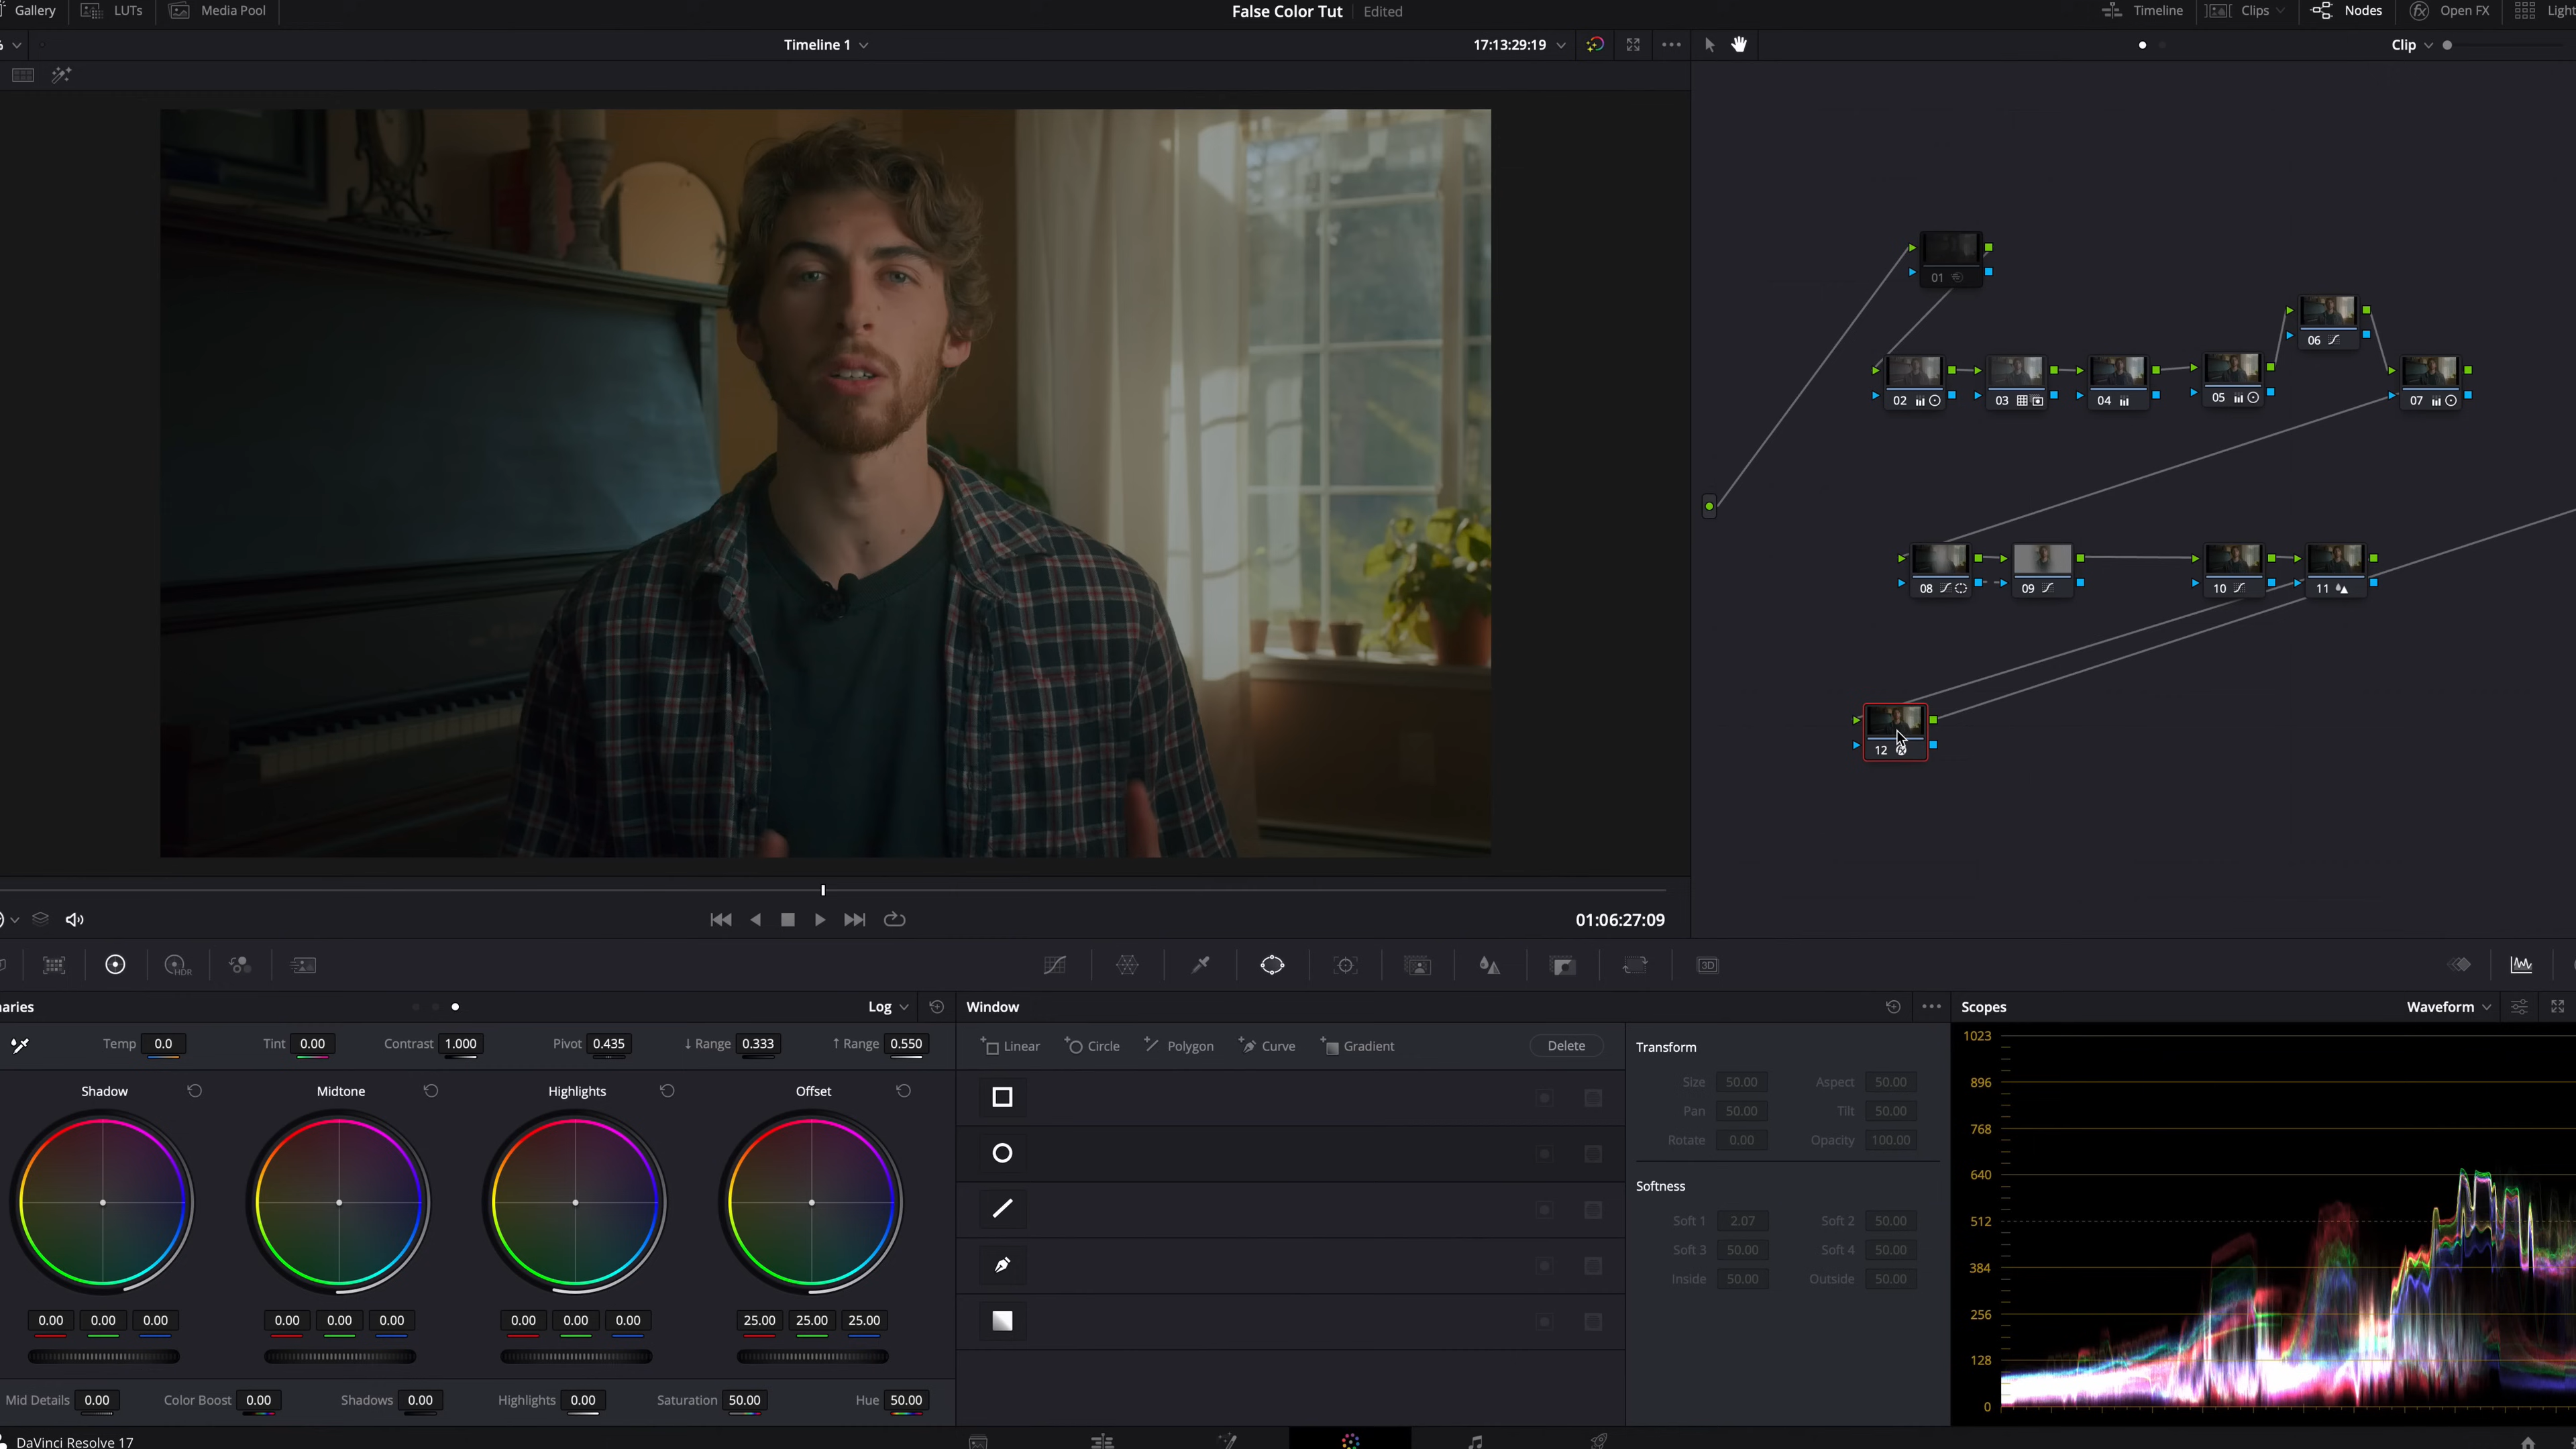 Gallery LUTs Media Pool False Color Tut Edited Timeline Clips Nodes Open FX Light
Timeline 1 17:13:29:19 Clip
01
06
02 03 04 05 07
08 09 10 11
12
01:06:27:09
HDR 3D
aries Log Window Scopes Waveform
Temp 0.0 Tint 0.00 Contrast 1.000 Pivot 0.435 ↓ Range 0.333 ↑ Range 0.550
Linear Circle Polygon Curve Gradient Delete
Shadow Midtone Highlights Offset
0.00 0.00 0.00 0.00 0.00 0.00 0.00 0.00 0.00 25.00 25.00 25.00
Mid Details 0.00 Color Boost 0.00 Shadows 0.00 Highlights 0.00 Saturation 50.00 Hue 50.00
Transform
Size 50.00 Aspect 50.00
Pan 50.00 Tilt 50.00
Rotate 0.00 Opacity 100.00
Softness
Soft 1 2.07 Soft 2 50.00
Soft 3 50.00 Soft 4 50.00
Inside 50.00 Outside 50.00
1023
896
768
640
512
384
256
128
0
DaVinci Resolve 17